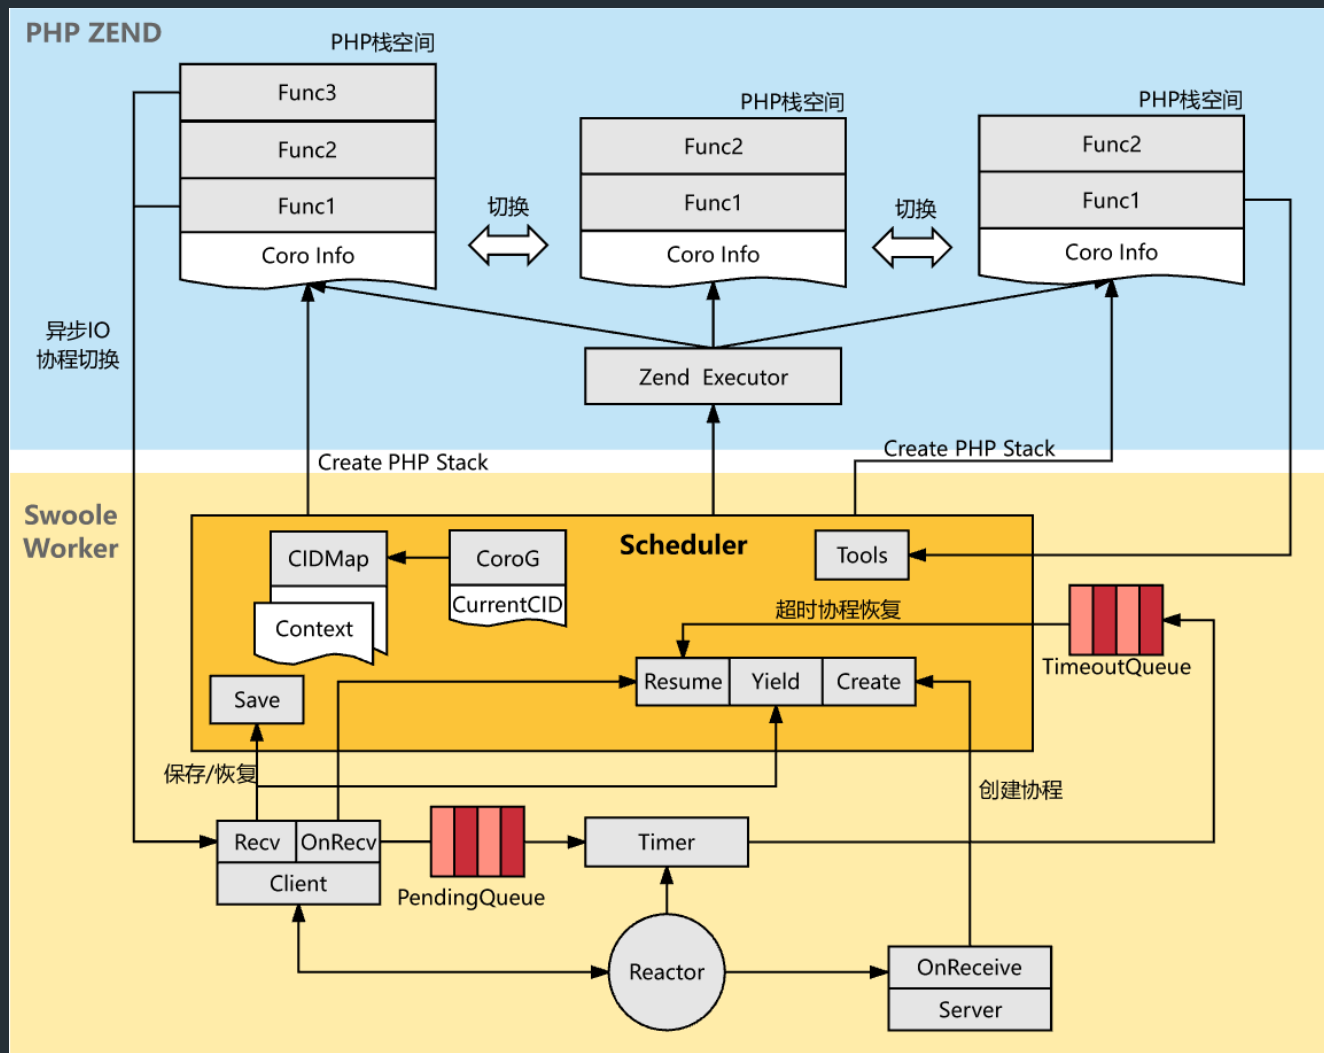 PHP ZEND
PHP栈空间
Func3
Func2
Func1
Coro Info
切换
PHP栈空间
Func2
Func1
Coro Info
切换
PHP栈空间
Func2
Func1
Coro Info
异步IO
协程切换
Zend Executor
Create PHP Stack
Create PHP Stack
Swoole
Worker
Scheduler
CIDMap
Context
CoroG
CurrentCID
Tools
超时协程恢复
TimeoutQueue
Save
Resume
Yield
Create
保存/恢复
创建协程
Recv
OnRecv
Client
PendingQueue
Timer
Reactor
OnReceive
Server